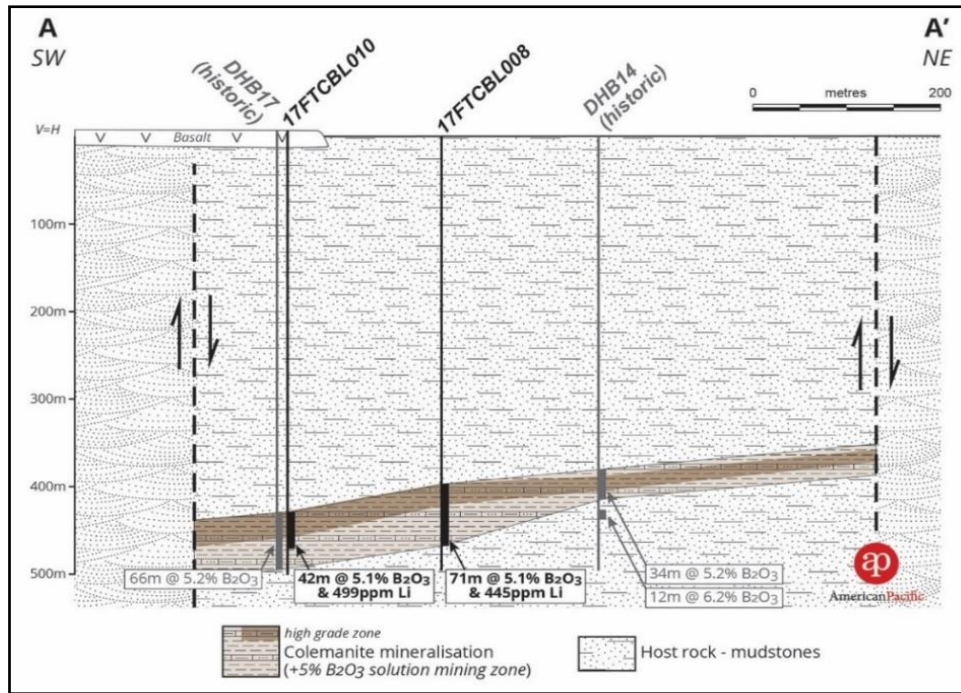 A
SW
DHB17
(historic)
17FTCBL010
17FTCBL008
DHB14
(historic)
A'
NE
0 metres 200
V=H
Basalt
100m
200m
300m
400m
500m
66m @ 5.2% B₂O₃
42m @ 5.1% B₂O₃
& 499ppm Li
71m @ 5.1% B₂O₃
& 445ppm Li
34m @ 5.2% B₂O₃
12m @ 6.2% B₂O₃
ap
AmericanPacific
high grade zone
Colemanite mineralisation
(+5% B₂O₃ solution mining zone)
Host rock - mudstones